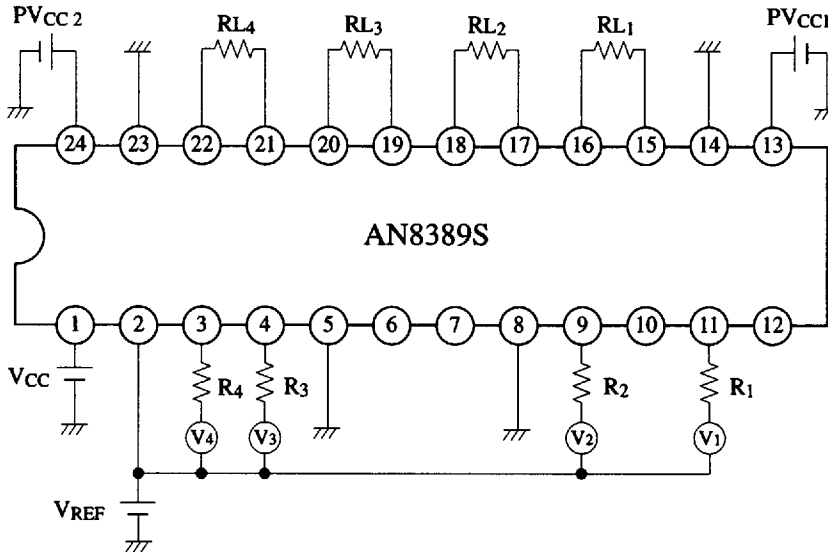 PVCC 2 RL4 RL3 RL2 RL1 PVCC1
24 23 22 21 20 19 18 17 16 15 14 13
AN8389S
1 2 3 4 5 6 7 8 9 10 11 12
VCC R4 R3 R2 R1
V4 V3 V2 V1
VREF